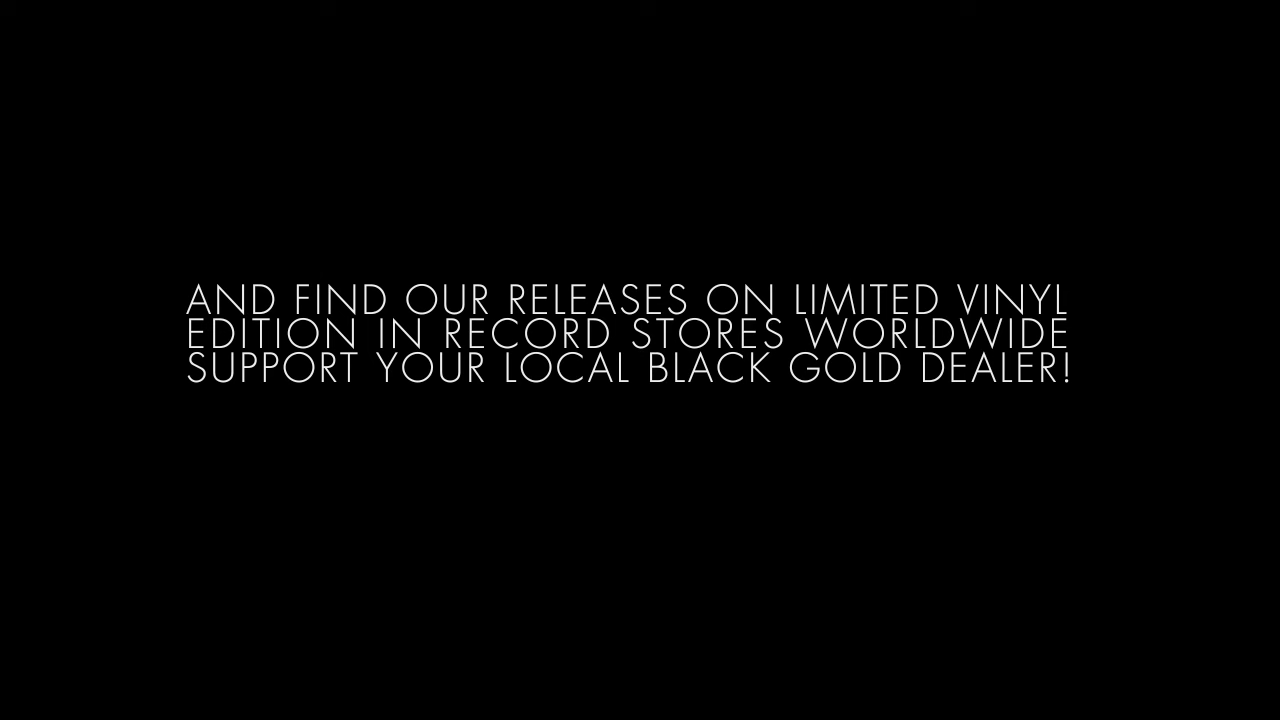 AND FIND OUR RELEASES ON LIMITED VINYL
EDITION IN RECORD STORES WORLDWIDE
SUPPORT YOUR LOCAL BLACK GOLD DEALER!